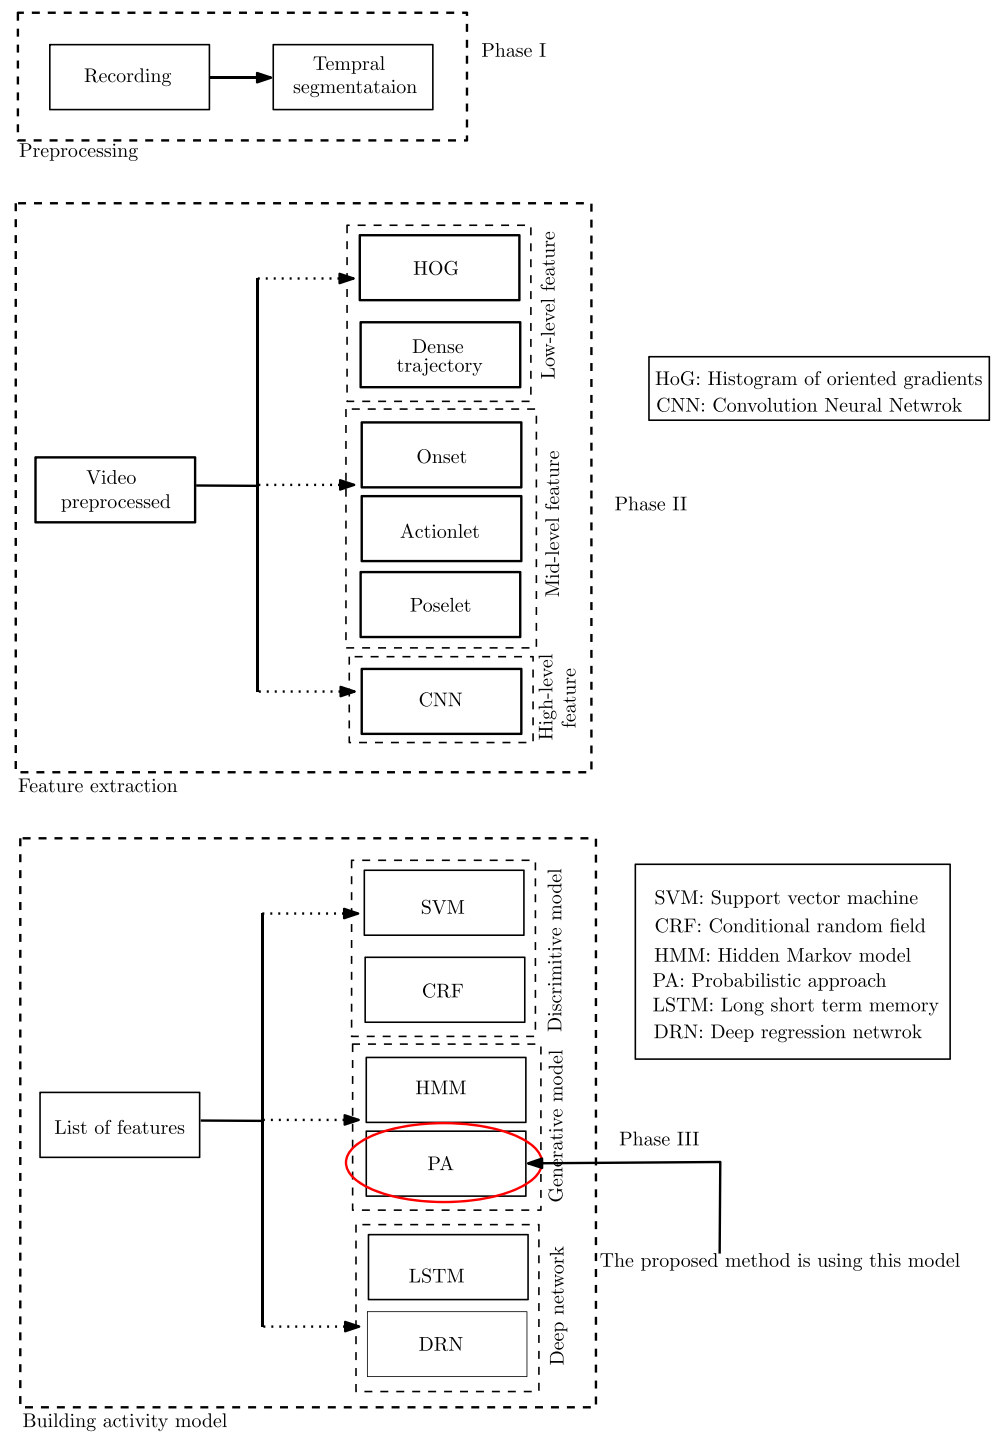 Recording
Tempral
segmentataion
Phase I
Preprocessing
HOG
Dense
trajectory
Low-level feature
Video
preprocessed
Onset
Actionlet
Poselet
Mid-level feature
CNN
High-level
feature
HoG: Histogram of oriented gradients
CNN: Convolution Neural Netwrok
Phase II
Feature extraction
SVM
CRF
Discrimitive model
List of features
HMM
PA
Generative model
LSTM
DRN
Deep network
SVM: Support vector machine
CRF: Conditional random field
HMM: Hidden Markov model
PA: Probabilistic approach
LSTM: Long short term memory
DRN: Deep regression netwrok
Phase III
The proposed method is using this model
Building activity model